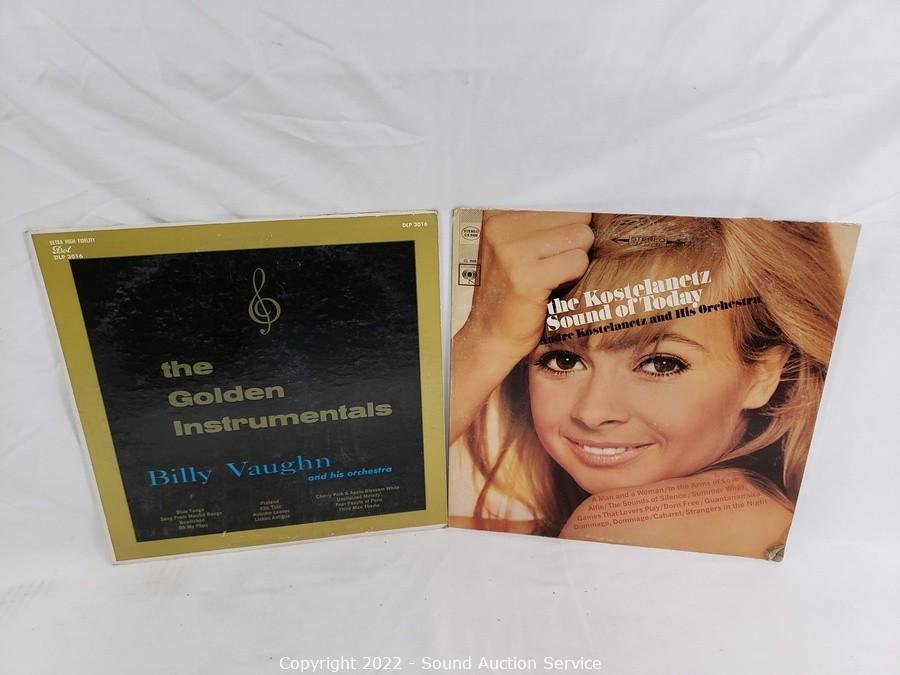 ULTRA HIGH FIDELITY
Dot
DLP 3016
DLP 3016
the
Golden
Instrumentals
Billy Vaughn
and his orchestra
Blue Tango
Song From Moulin Rouge
Bewitched
Oh My Papa
Pretend
Ebb Tide
Autumn Leaves
Lisbon Antigua
Cherry Pink & Apple Blossom White
Unchained Melody
Poor People of Paris
Third Man Theme
STEREO
STEREO
the Kostelanetz
Sound of Today
Andre Kostelanetz and His Orchestra
A Man and a Woman/In the Arms of Love
Alfie/The Sounds of Silence/Summer Wind
Games That Lovers Play/Born Free/Guantanamera
Dommage, Dommage/Cabaret/Strangers in the Night
Copyright 2022 - Sound Auction Service